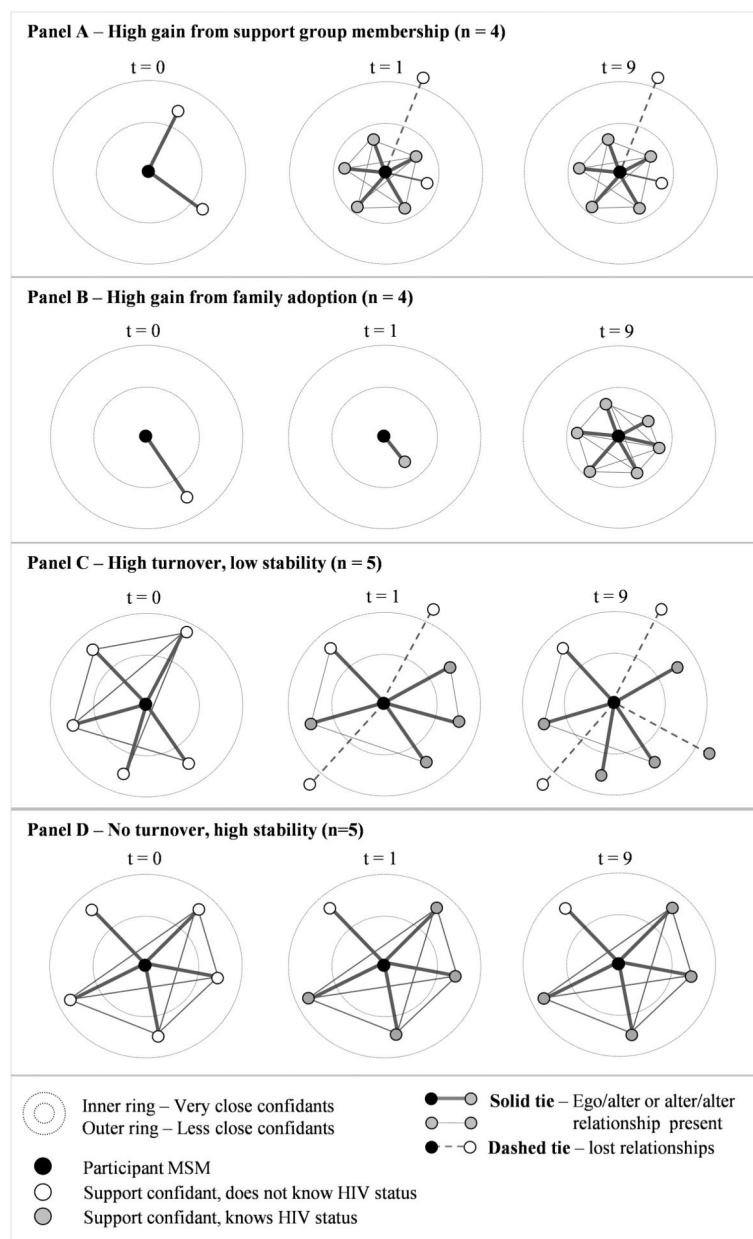 Panel A – High gain from support group membership (n = 4)
t = 0
t = 1
t = 9
Panel B – High gain from family adoption (n = 4)
t = 0
t = 1
t = 9
Panel C – High turnover, low stability (n = 5)
t = 0
t = 1
t = 9
Panel D – No turnover, high stability (n=5)
t = 0
t = 1
t = 9
Inner ring – Very close confidants
Outer ring – Less close confidants
Participant MSM
Support confidant, does not know HIV status
Support confidant, knows HIV status
Solid tie – Ego/alter or alter/alter
relationship present
Dashed tie – lost relationships